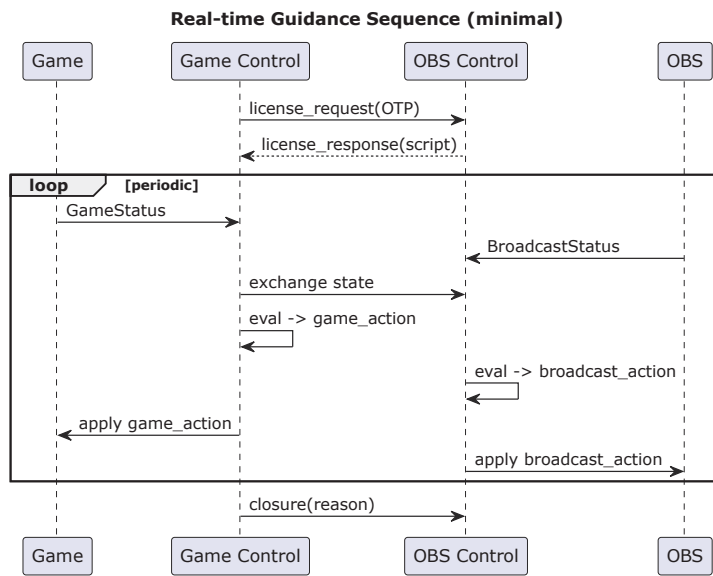 Real-time Guidance Sequence (minimal)
Game
Game Control
OBS Control
OBS
license_request(OTP)
license_response(script)
loop
[periodic]
GameStatus
BroadcastStatus
exchange state
eval -> game_action
eval -> broadcast_action
apply game_action
apply broadcast_action
closure(reason)
Game
Game Control
OBS Control
OBS